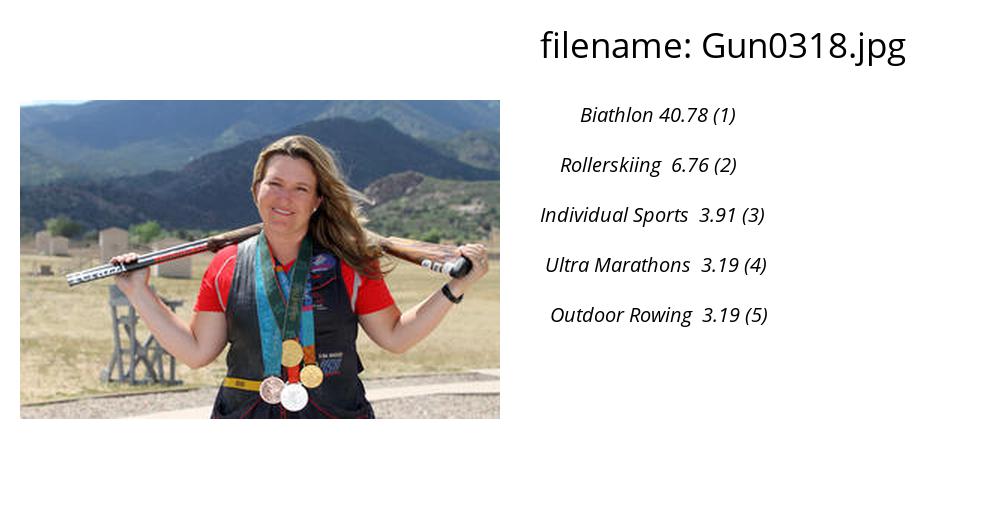 filename: Gun0318.jpg
Biathlon 40.78 (1)
Rollerskiing 6.76 (2)
Individual Sports 3.91 (3)
Ultra Marathons 3.19 (4)
Outdoor Rowing 3.19 (5)